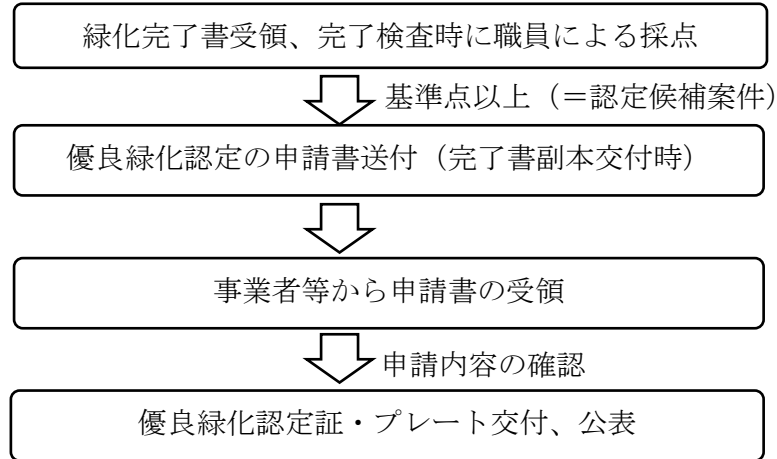 緑化完了書受領、完了検査時に職員による採点
基準点以上（＝認定候補案件）
優良緑化認定の申請書送付（完了書副本交付時）
事業者等から申請書の受領
申請内容の確認
優良緑化認定証・プレート交付、公表